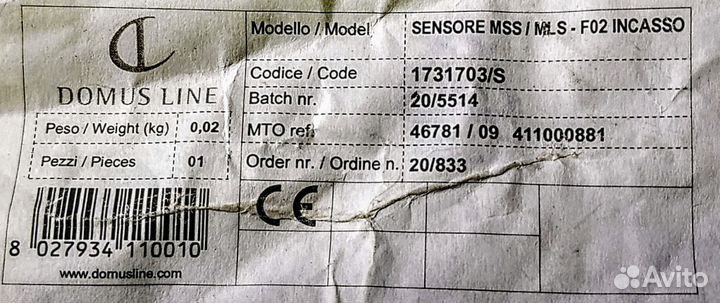 DOMUS LINE
Peso / Weight (kg) 0,02
Pezzi / Pieces 01
8 027934 110010
www.domusline.com
Modello / Model SENSORE MSS / MLS - F02 INCASSO
Codice / Code 1731703/S
Batch nr. 20/5514
MTO ref. 46781 / 09 411000881
Order nr. / Ordine n. 20/833
CE
Avito